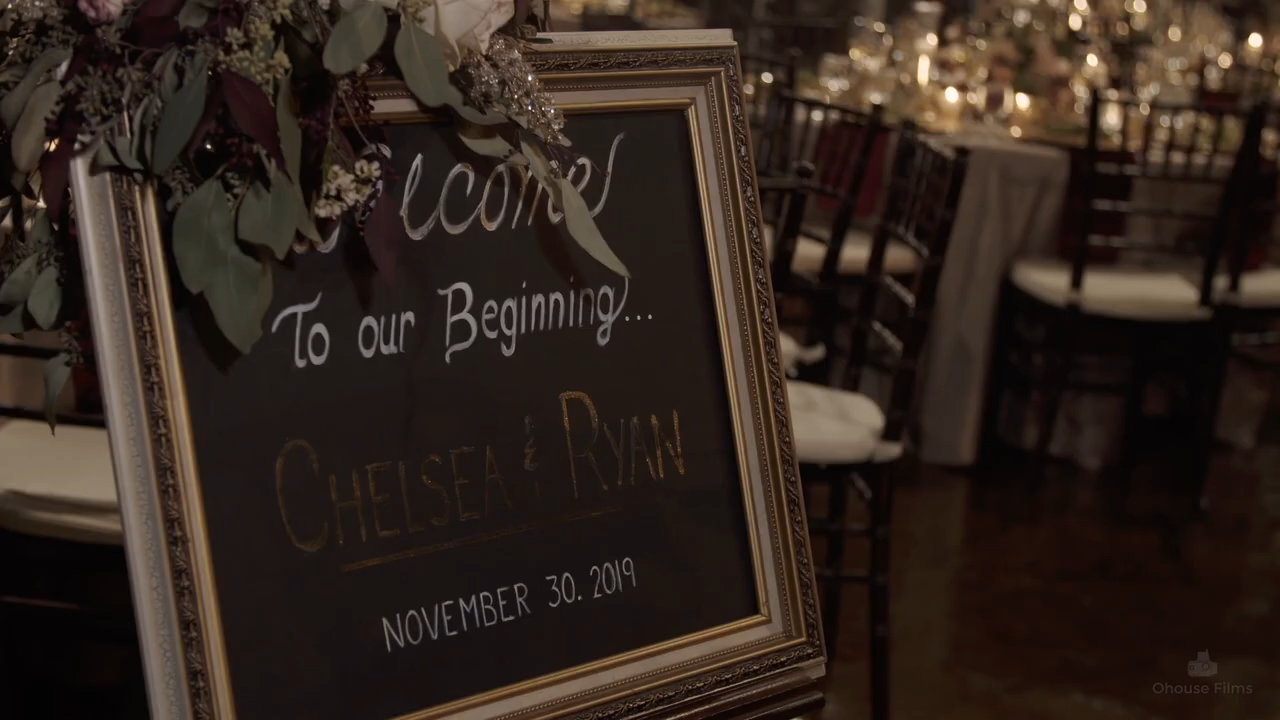 lcome
To our Beginning...
CHELSEA & RYAN
NOVEMBER 30. 2019
Ohouse Films